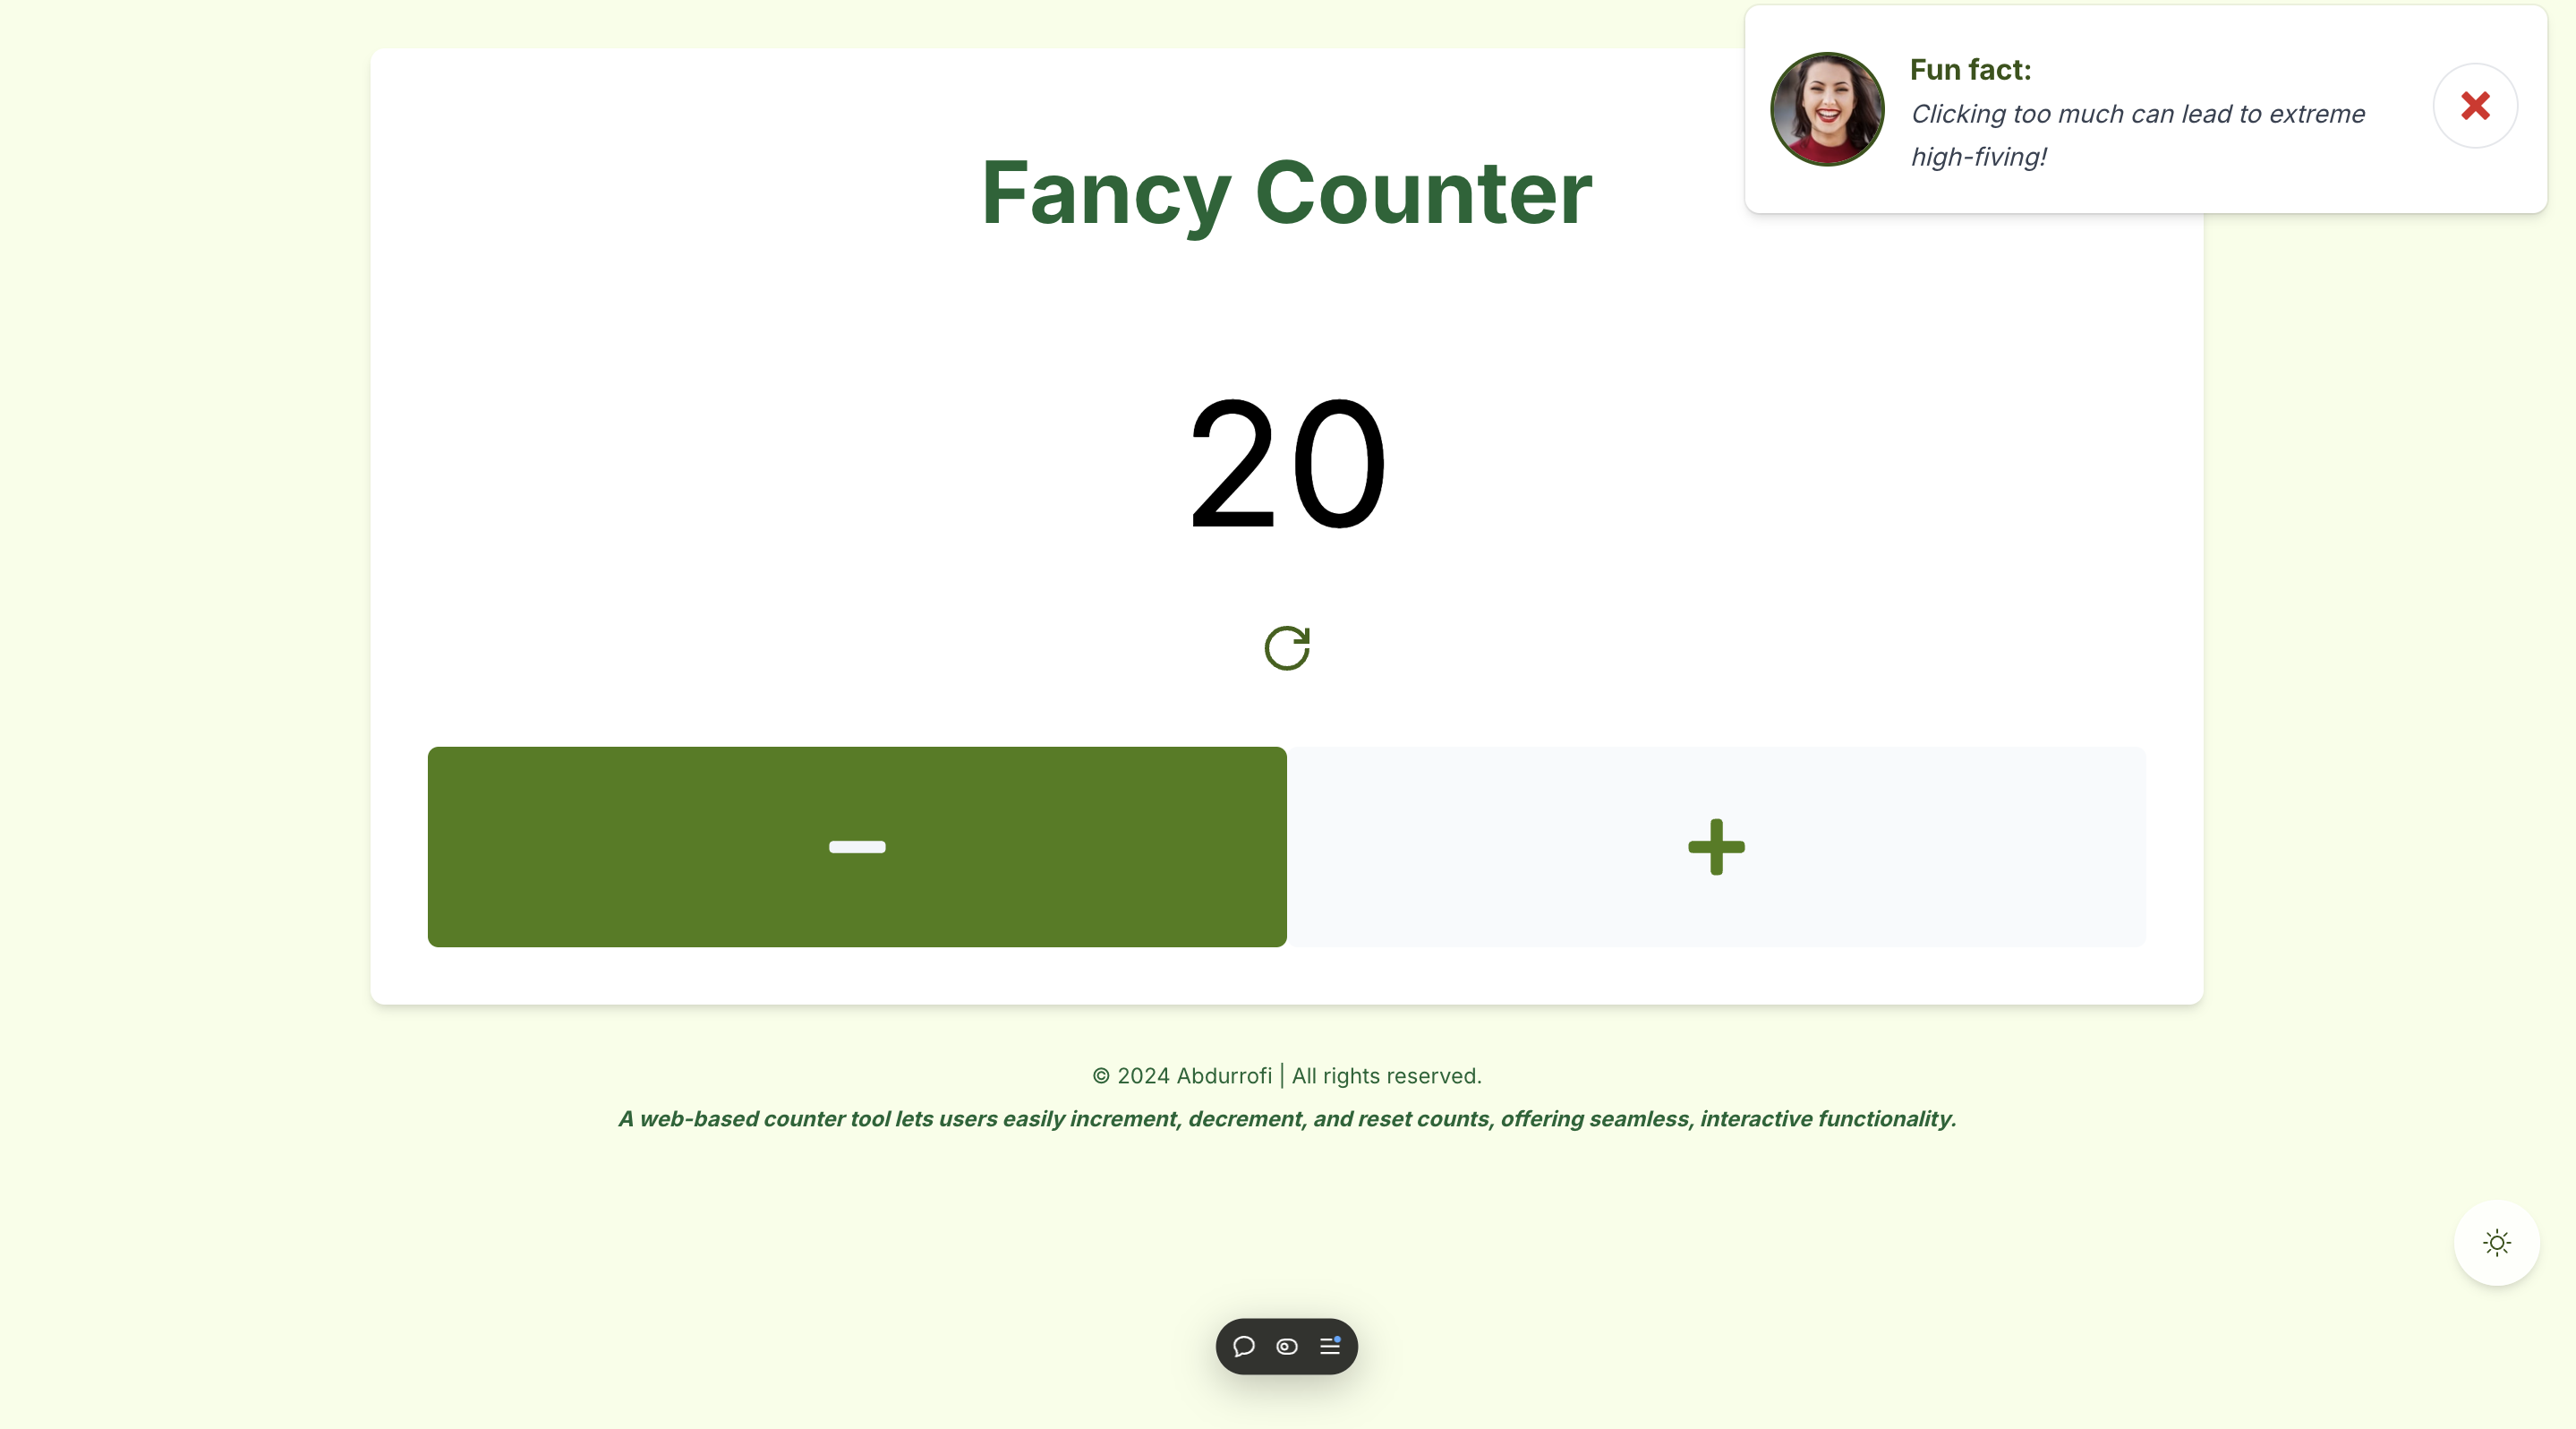 Fun fact:
Clicking too much can lead to extreme
high-fiving!
Fancy Counter
20
© 2024 Abdurrofi | All rights reserved.
A web-based counter tool lets users easily increment, decrement, and reset counts, offering seamless, interactive functionality.